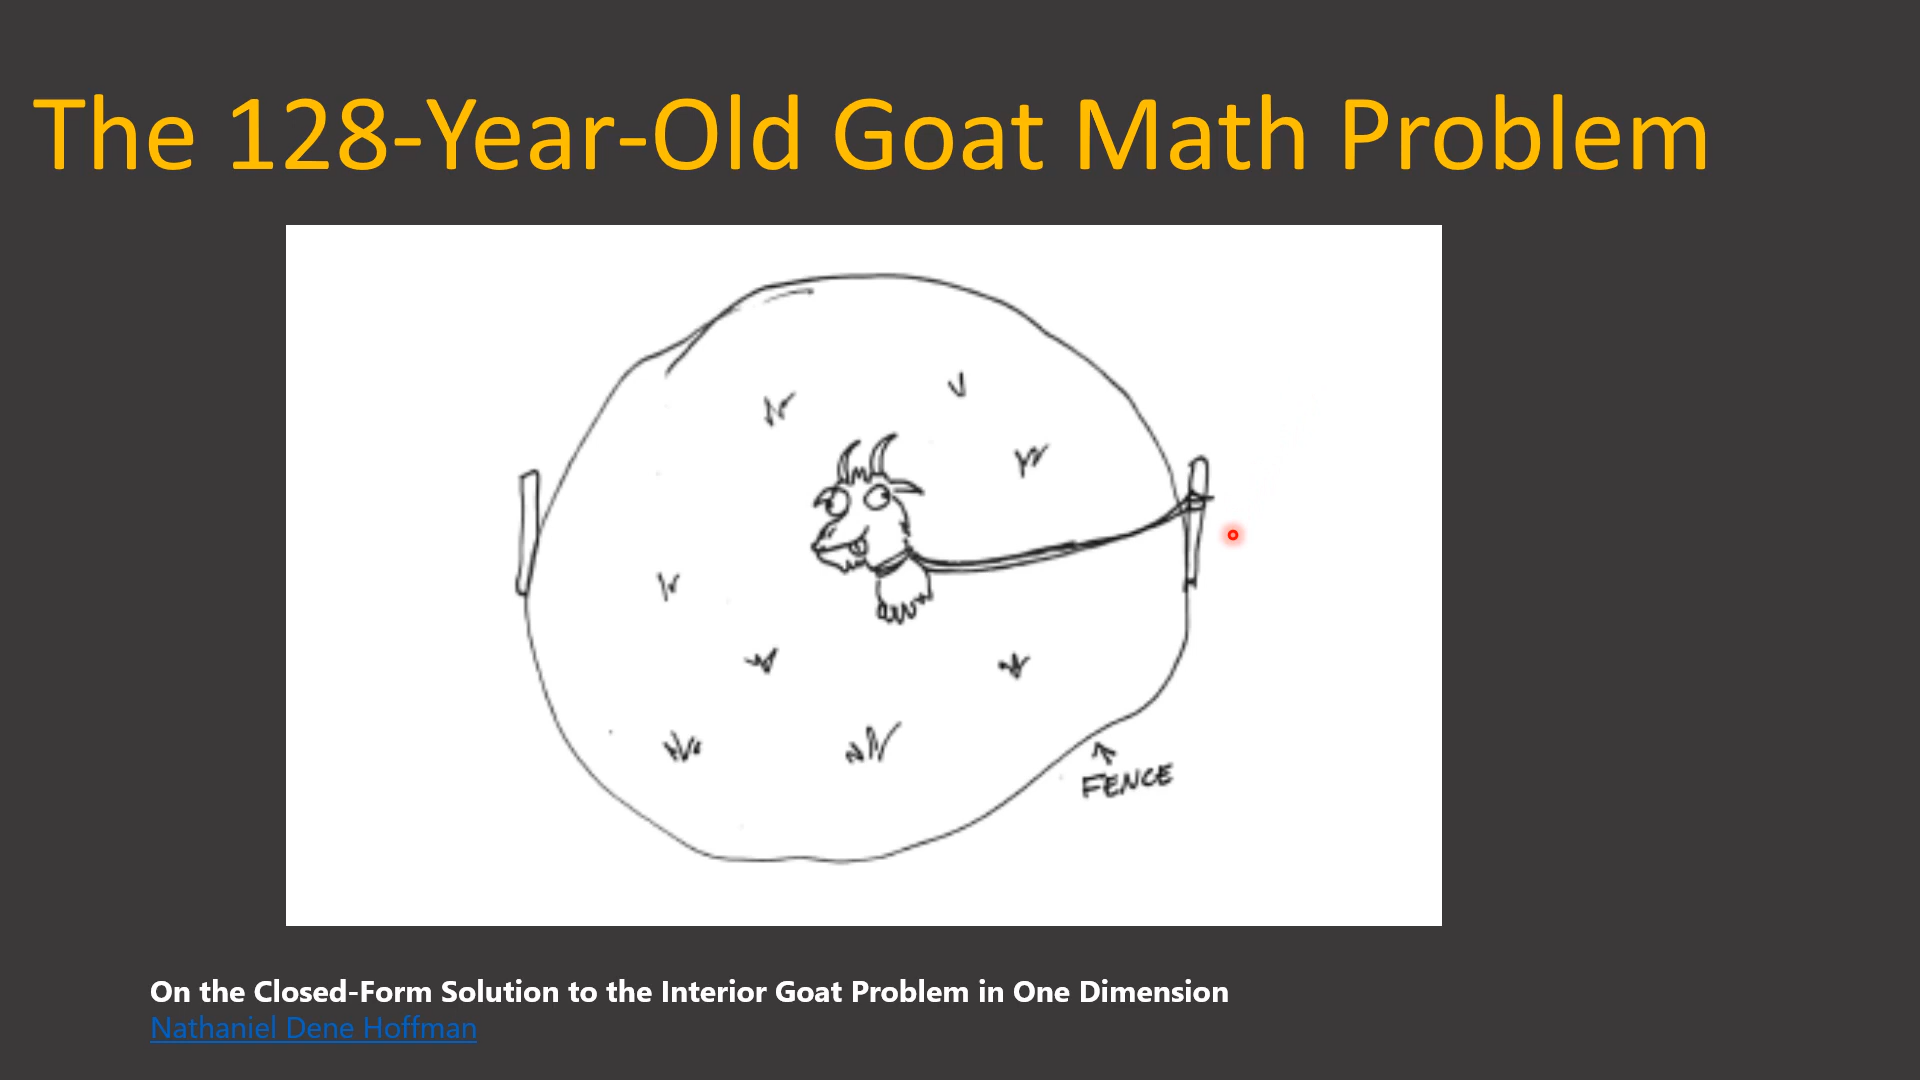 The 128-Year-Old Goat Math Problem
FENCE
On the Closed-Form Solution to the Interior Goat Problem in One Dimension
Nathaniel Dene Hoffman